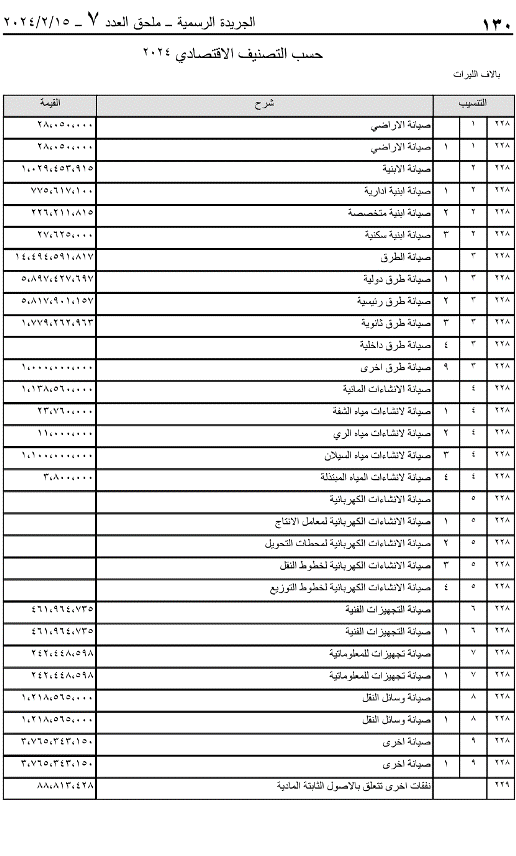 ١٣٠ الجريدة الرسمية ـ ملحق العدد ٧ ـ ٢٠٢٤/٢/١٥
حسب التصنيف الاقتصادي ٢٠٢٤
بالاف الليرات
التنسيب شرح القيمة
٢٢٨ ١ صيانة الاراضي ٢٨،٠٥٠،٠٠٠
٢٢٨ ١ ١ صيانة الاراضي ٢٨،٠٥٠،٠٠٠
٢٢٨ ٢ صيانة الابنية ١،٠٢٩،٤٥٣،٩١٥
٢٢٨ ٢ ١ صيانة ابنية ادارية ٧٧٥،٦١٧،١٠٠
٢٢٨ ٢ ٢ صيانة ابنية متخصصة ٢٢٦،٢١١،٨١٥
٢٢٨ ٢ ٣ صيانة ابنية سكنية ٢٧،٦٢٥،٠٠٠
٢٢٨ ٣ صيانة الطرق ١٤،٤٩٤،٥٩١،٨١٧
٢٢٨ ٣ ١ صيانة طرق دولية ٥،٨٩٧،٤٢٧،٦٩٧
٢٢٨ ٣ ٢ صيانة طرق رئيسية ٥،٨١٧،٩٠١،١٥٧
٢٢٨ ٣ ٣ صيانة طرق ثانوية ١،٧٧٩،٢٦٢،٩٦٣
٢٢٨ ٣ ٤ صيانة طرق داخلية
٢٢٨ ٣ ٩ صيانة طرق اخرى ١،٠٠٠،٠٠٠،٠٠٠
٢٢٨ ٤ صيانة الانشاءات المائية ١،١٣٨،٥٦٠،٠٠٠
٢٢٨ ٤ ١ صيانة لانشاءات مياه الشفة ٢٣،٧٦٠،٠٠٠
٢٢٨ ٤ ٢ صيانة لانشاءات مياه الري ١١،٠٠٠،٠٠٠
٢٢٨ ٤ ٣ صيانة لانشاءات مياه السيلان ١،١٠٠،٠٠٠،٠٠٠
٢٢٨ ٤ ٤ صيانة لانشاءات المياه المبتذلة ٣،٨٠٠،٠٠٠
٢٢٨ ٥ صيانة الانشاءات الكهربائية
٢٢٨ ٥ ١ صيانة الانشاءات الكهربائية لمعامل الانتاج
٢٢٨ ٥ ٢ صيانة الانشاءات الكهربائية لمحطات التحويل
٢٢٨ ٥ ٣ صيانة الانشاءات الكهربائية لخطوط النقل
٢٢٨ ٥ ٤ صيانة الانشاءات الكهربائية لخطوط التوزيع
٢٢٨ ٦ صيانة التجهيزات الفنية ٤٦١،٩٦٤،٧٣٥
٢٢٨ ٦ ١ صيانة التجهيزات الفنية ٤٦١،٩٦٤،٧٣٥
٢٢٨ ٧ صيانة تجهيزات للمعلوماتية ٢٤٢،٤٤٨،٥٩٨
٢٢٨ ٧ ١ صيانة تجهيزات للمعلوماتية ٢٤٢،٤٤٨،٥٩٨
٢٢٨ ٨ صيانة وسائل النقل ١،٢١٨،٥٦٥،٠٠٠
٢٢٨ ٨ ١ صيانة وسائل النقل ١،٢١٨،٥٦٥،٠٠٠
٢٢٨ ٩ صيانة اخرى ٣،٧٦٥،٣٤٣،١٥٠
٢٢٨ ٩ ١ صيانة اخرى ٣،٧٦٥،٣٤٣،١٥٠
٢٢٩ نفقات اخرى تتعلق بالاصول الثابتة المادية ٨٨،٨١٣،٤٢٨